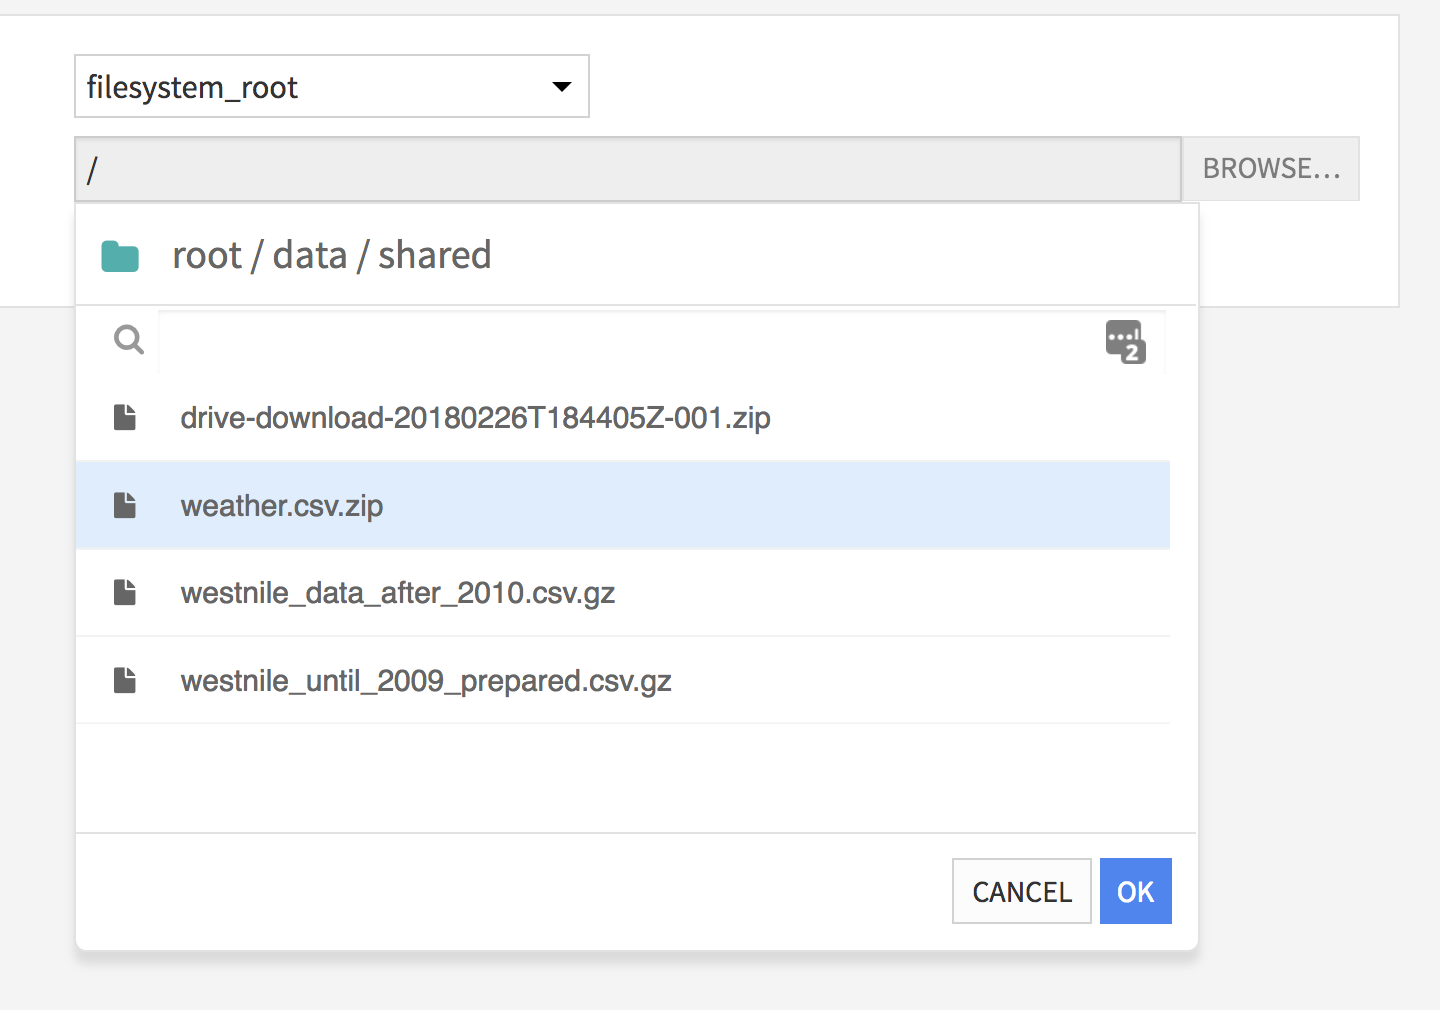 filesystem_root
/
BROWSE...
root / data / shared
2
drive-download-20180226T184405Z-001.zip
weather.csv.zip
westnile_data_after_2010.csv.gz
westnile_until_2009_prepared.csv.gz
CANCEL
OK